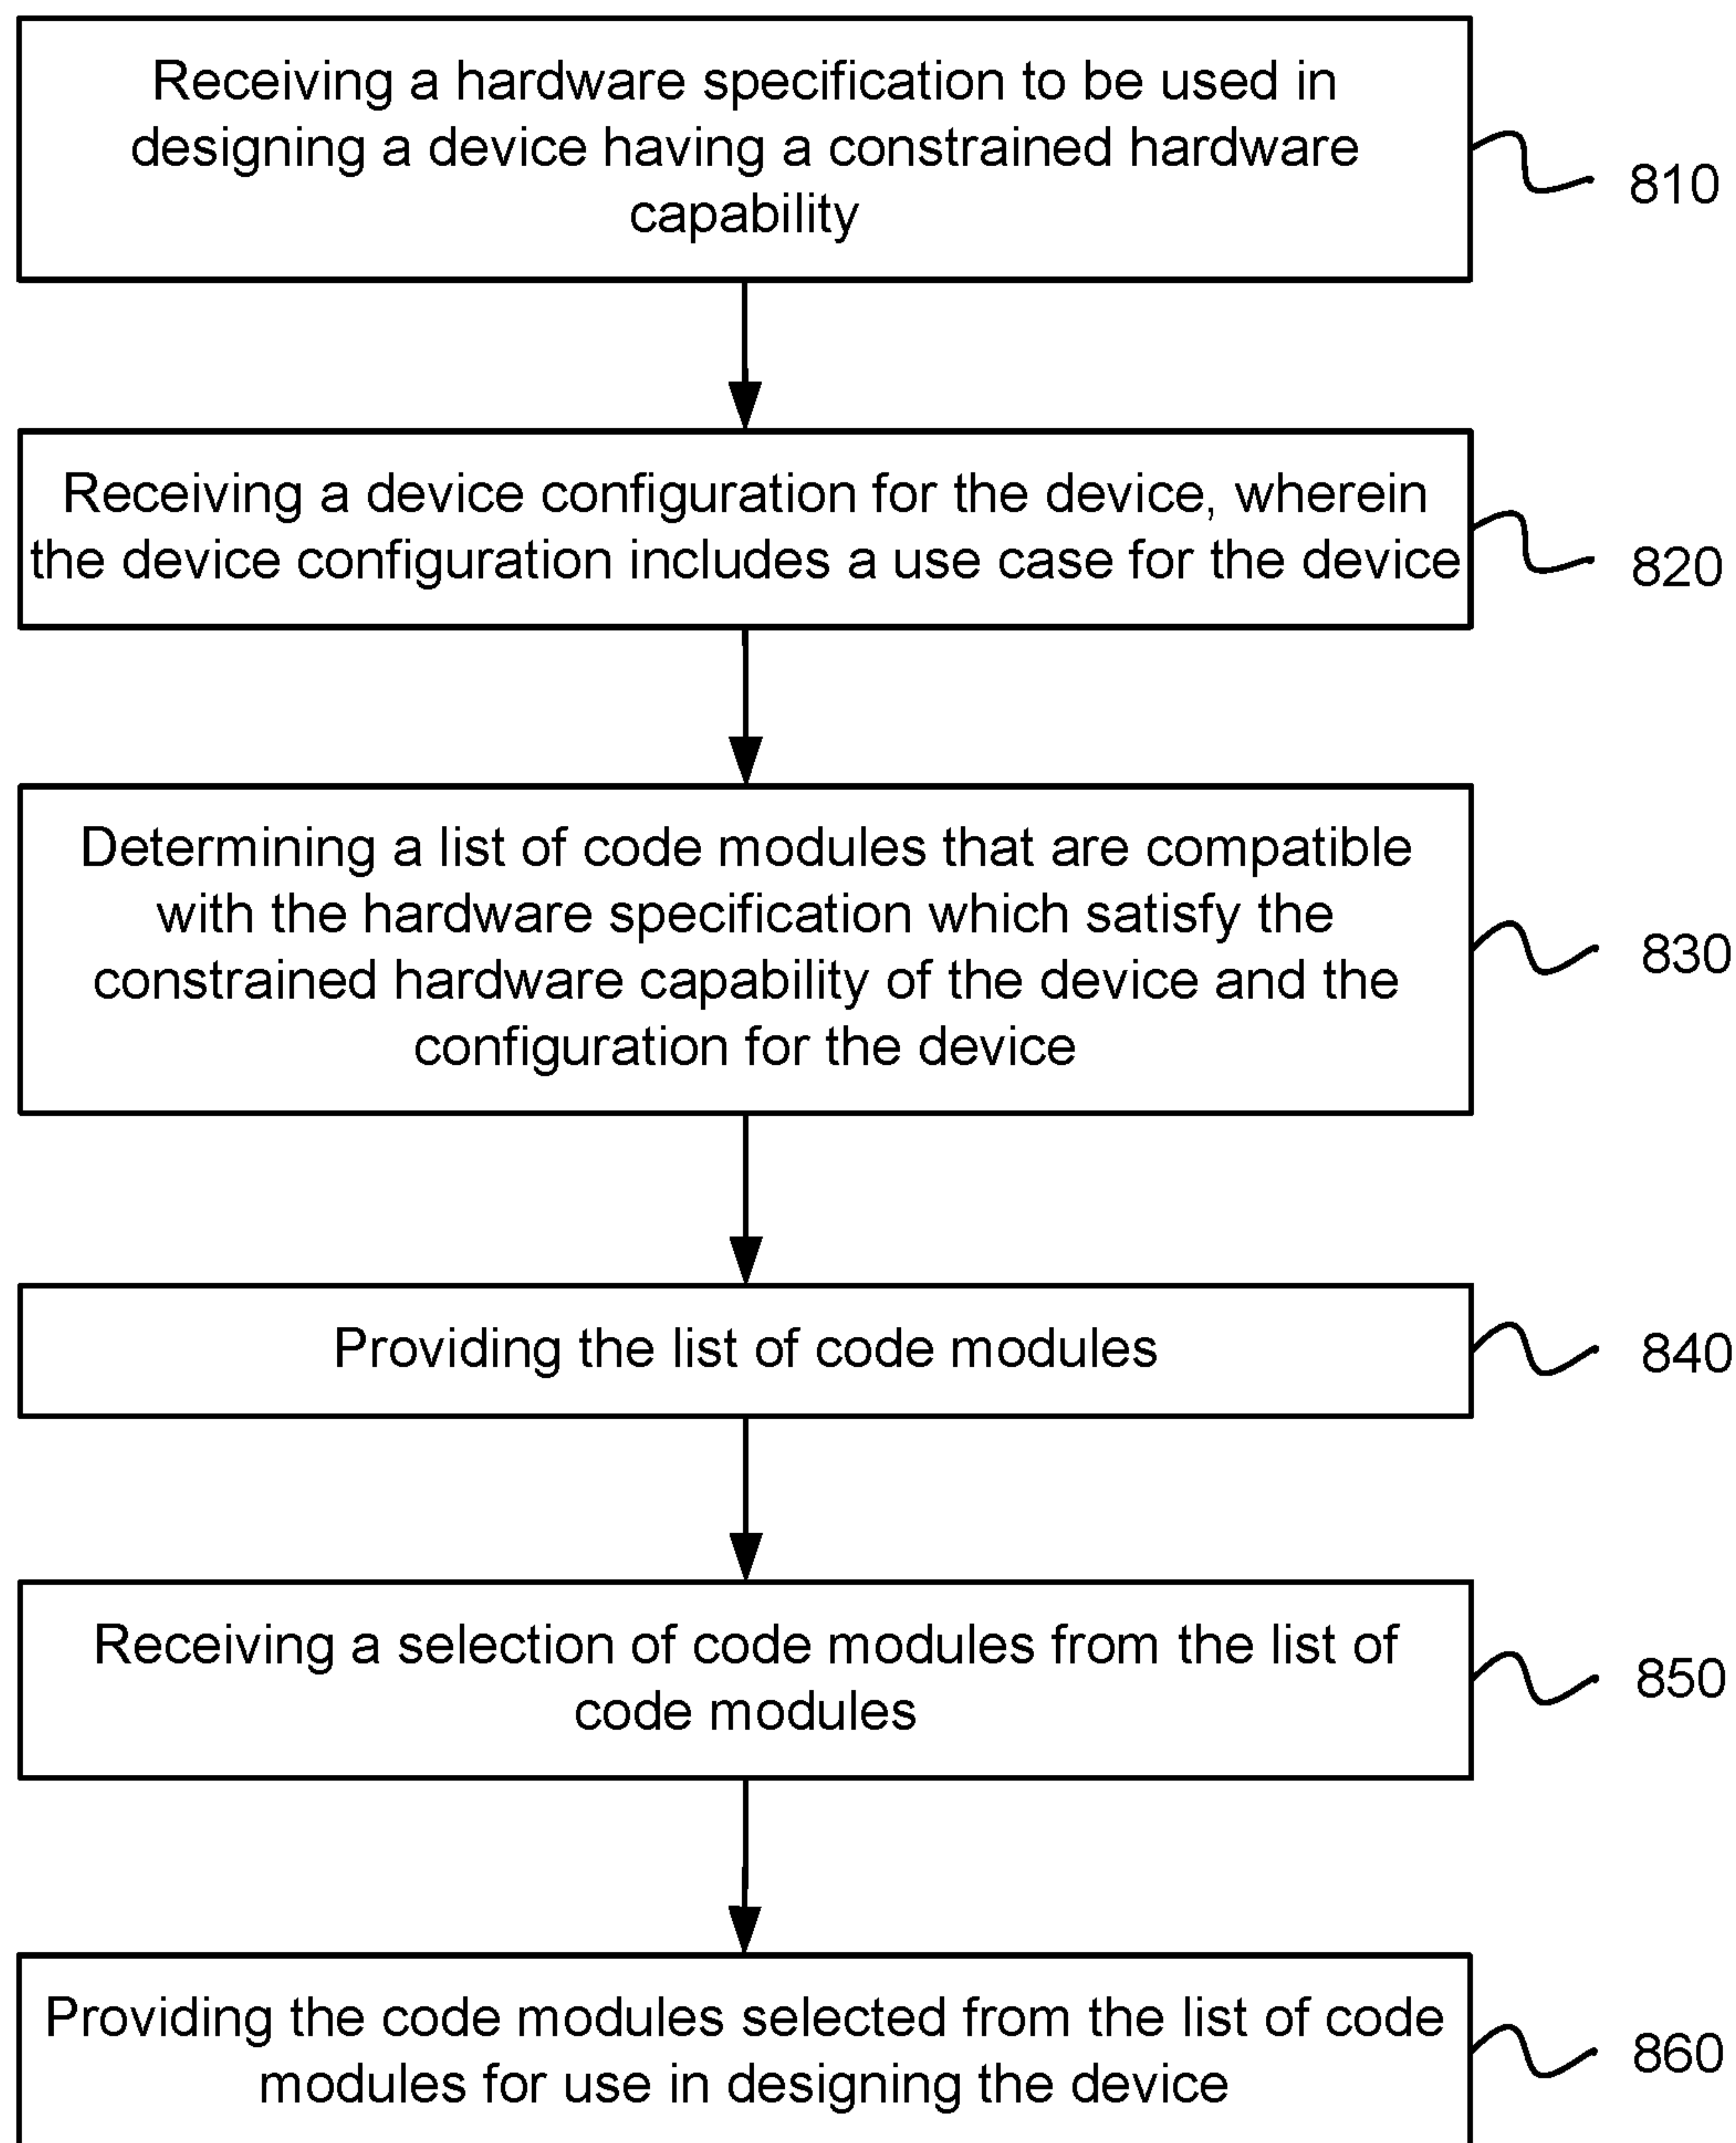 Receiving a hardware specification to be used in
designing a device having a constrained hardware
capability
810
Receiving a device configuration for the device, wherein
the device configuration includes a use case for the device
820
Determining a list of code modules that are compatible
with the hardware specification which satisfy the
constrained hardware capability of the device and the
configuration for the device
830
Providing the list of code modules
840
Receiving a selection of code modules from the list of
code modules
850
Providing the code modules selected from the list of code
modules for use in designing the device
860